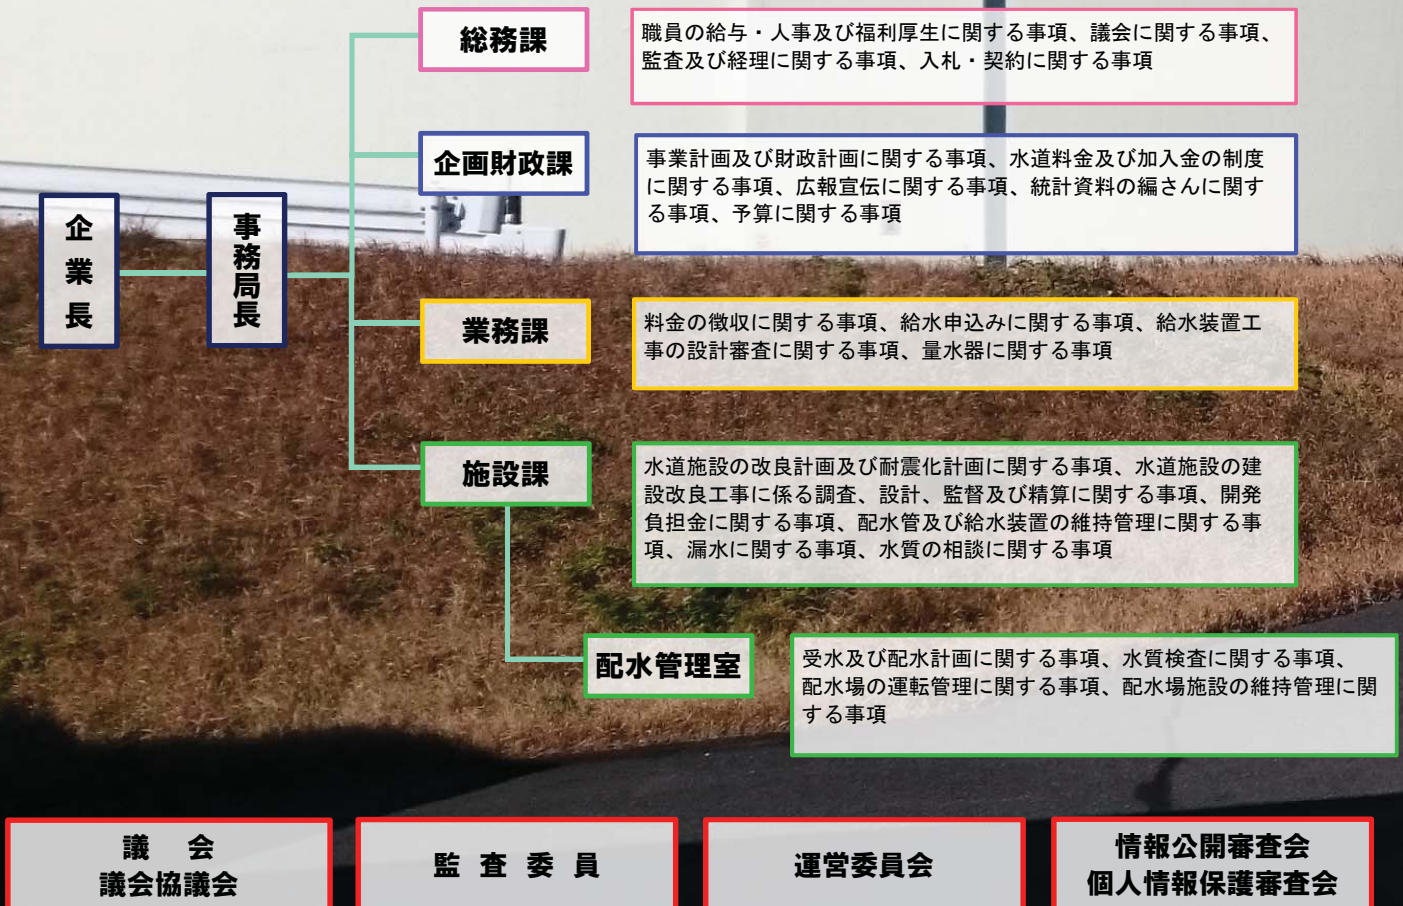 総務課
職員の給与・人事及び福利厚生に関する事項、議会に関する事項、
監査及び経理に関する事項、入札・契約に関する事項
企画財政課
事業計画及び財政計画に関する事項、水道料金及び加入金の制度
に関する事項、広報宣伝に関する事項、統計資料の編さんに関す
る事項、予算に関する事項
企業長
事務局長
業務課
料金の徴収に関する事項、給水申込みに関する事項、給水装置工
事の設計審査に関する事項、量水器に関する事項
施設課
水道施設の改良計画及び耐震化計画に関する事項、水道施設の建
設改良工事に係る調査、設計、監督及び精算に関する事項、開発
負担金に関する事項、配水管及び給水装置の維持管理に関する事
項、漏水に関する事項、水質の相談に関する事項
配水管理室
受水及び配水計画に関する事項、水質検査に関する事項、
配水場の運転管理に関する事項、配水場施設の維持管理に関
する事項
議　会
議会協議会
監 査 委 員
運営委員会
情報公開審査会
個人情報保護審査会